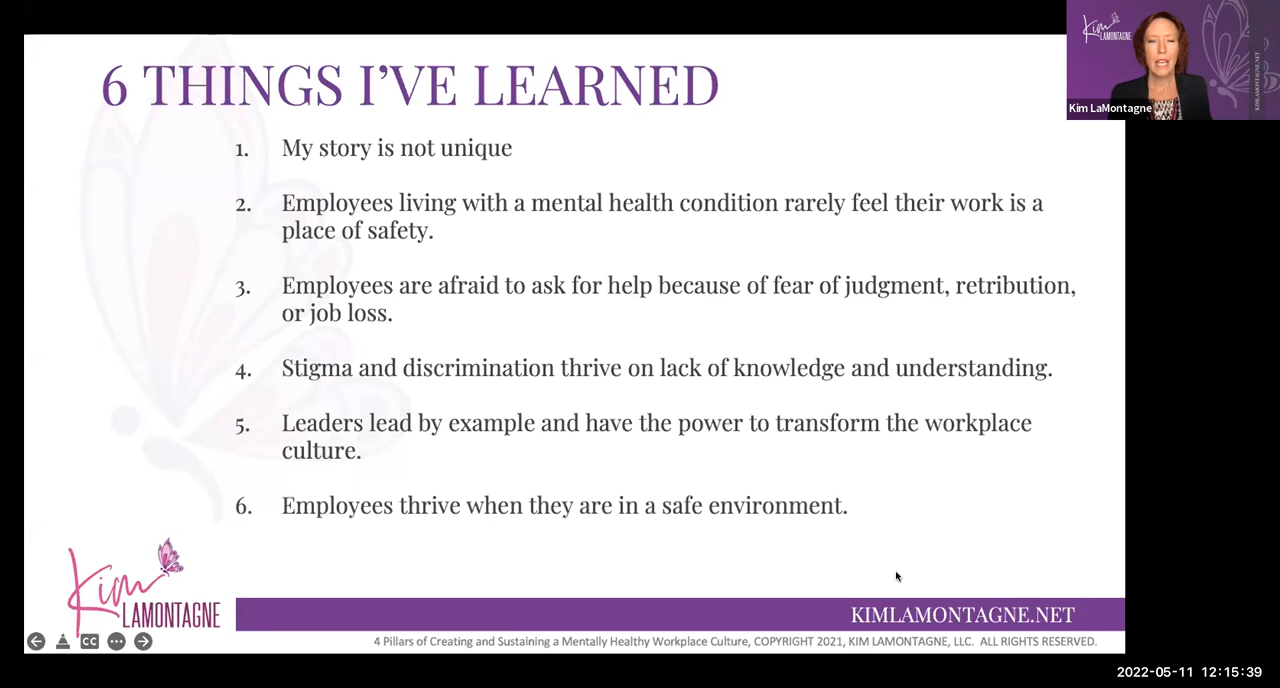 6 THINGS I'VE LEARNED
1. My story is not unique
2. Employees living with a mental health condition rarely feel their work is a
place of safety.
3. Employees are afraid to ask for help because of fear of judgment, retribution,
or job loss.
4. Stigma and discrimination thrive on lack of knowledge and understanding.
5. Leaders lead by example and have the power to transform the workplace
culture.
6. Employees thrive when they are in a safe environment.
Kim
LAMONTAGNE
KIMLAMONTAGNE.NET
4 Pillars of Creating and Sustaining a Mentally Healthy Workplace Culture, COPYRIGHT 2021, KIM LAMONTAGNE, LLC. ALL RIGHTS RESERVED.
CC
Kim
LAMONTAGNE
KIMLAMONTAGNE.NET
Kim LaMontagne
2022-05-11 12:15:39